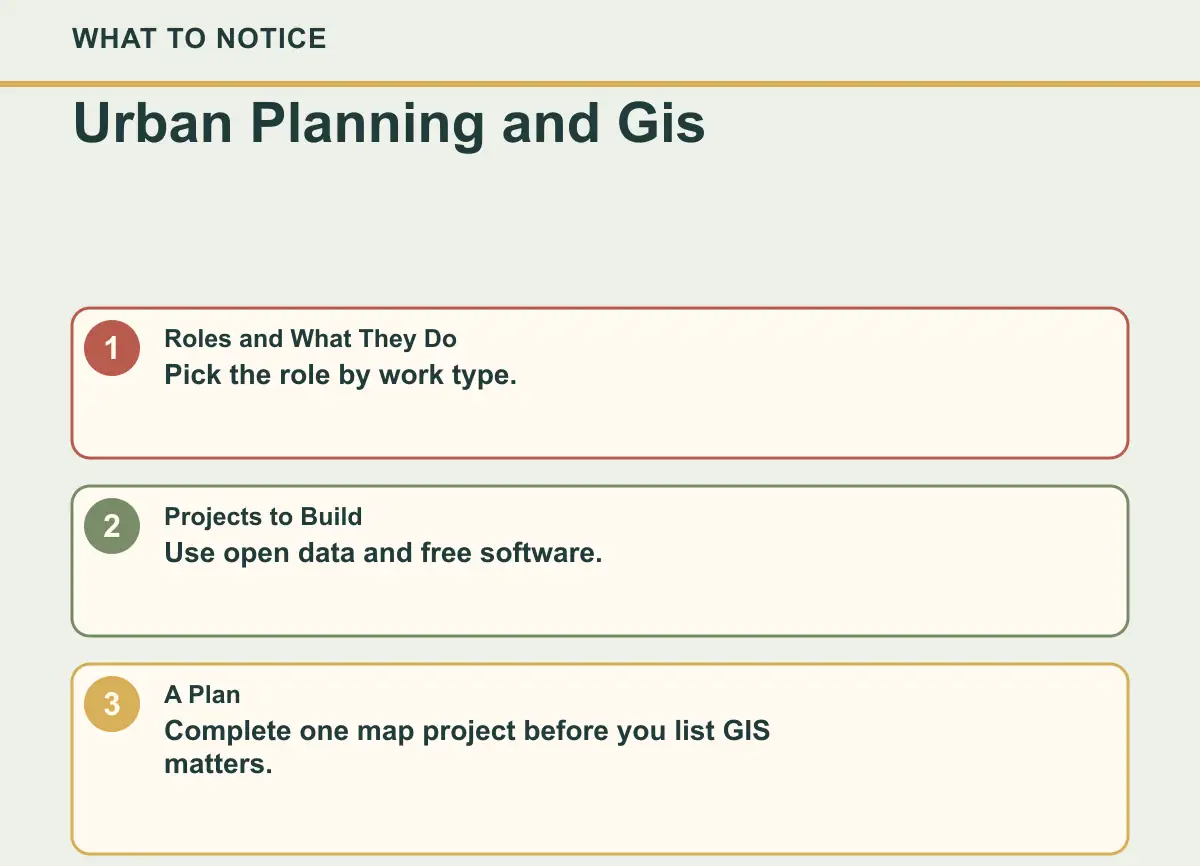 WHAT TO NOTICE
Urban Planning and Gis
1
Roles and What They Do
Pick the role by work type.
2
Projects to Build
Use open data and free software.
3
A Plan
Complete one map project before you list GIS
matters.